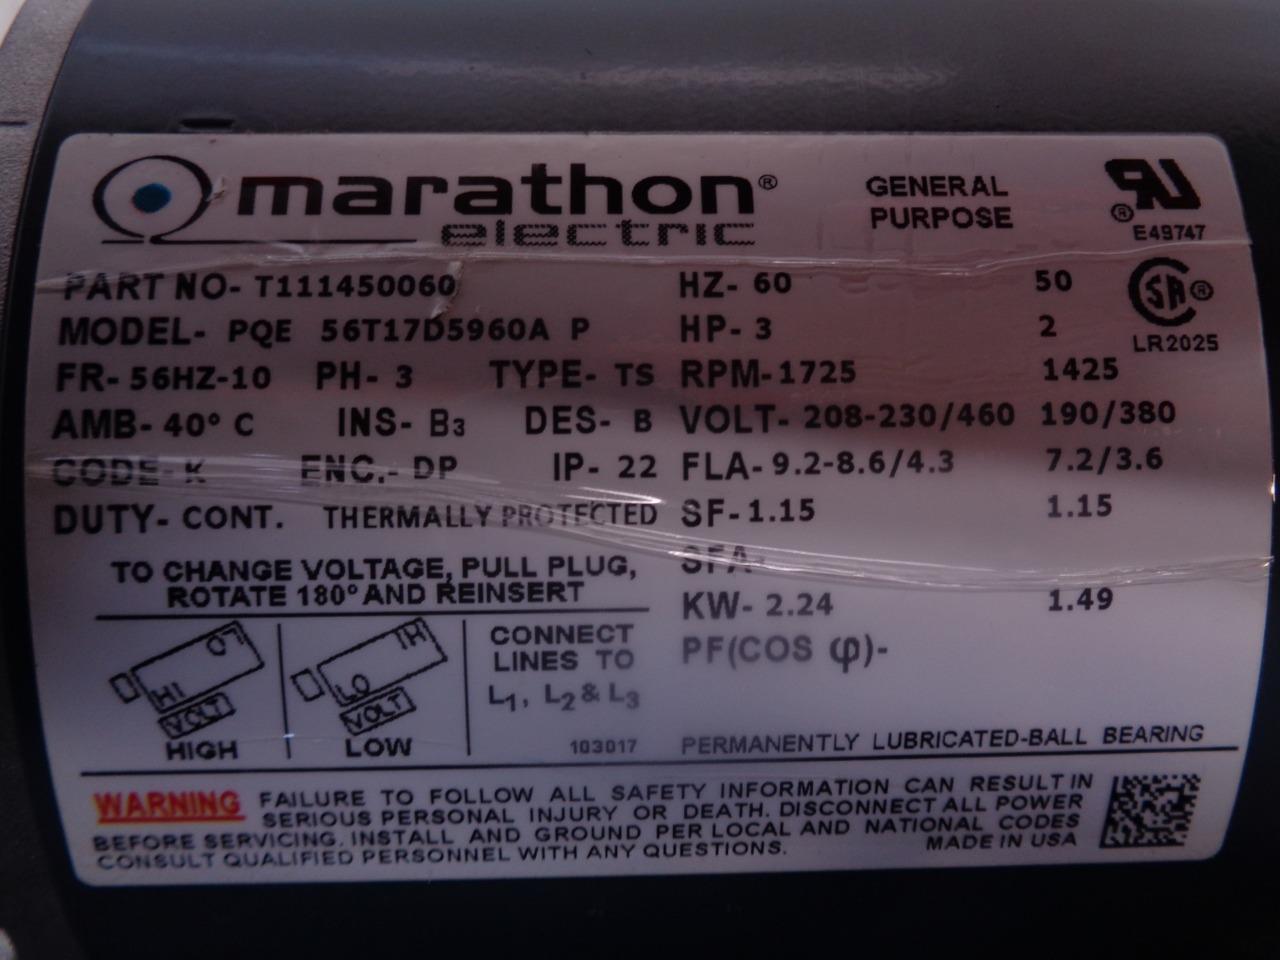 marathon®
electric
GENERAL
PURPOSE
® E49747
PART NO- T111450060
MODEL- PQE 56T17D5960A P
FR- 56HZ-10 PH- 3 TYPE- TS
AMB- 40° C INS- B3 DES- B
CODE- K ENC.- DP IP- 22
DUTY- CONT. THERMALLY PROTECTED
HZ- 60 50
HP- 3 2
RPM-1725 1425
VOLT- 208-230/460 190/380
FLA-9.2-8.6/4.3 7.2/3.6
SF-1.15 1.15
SFA-
KW- 2.24 1.49
PF(COS φ)-
SA®
LR2025
TO CHANGE VOLTAGE, PULL PLUG,
ROTATE 180° AND REINSERT
LO
HI
VOLT
HIGH
HI
LO
VOLT
LOW
CONNECT
LINES TO
L1, L2 & L3
103017
PERMANENTLY LUBRICATED-BALL BEARING
WARNING FAILURE TO FOLLOW ALL SAFETY INFORMATION CAN RESULT IN
SERIOUS PERSONAL INJURY OR DEATH. DISCONNECT ALL POWER
BEFORE SERVICING. INSTALL AND GROUND PER LOCAL AND NATIONAL CODES
CONSULT QUALIFIED PERSONNEL WITH ANY QUESTIONS.
MADE IN USA